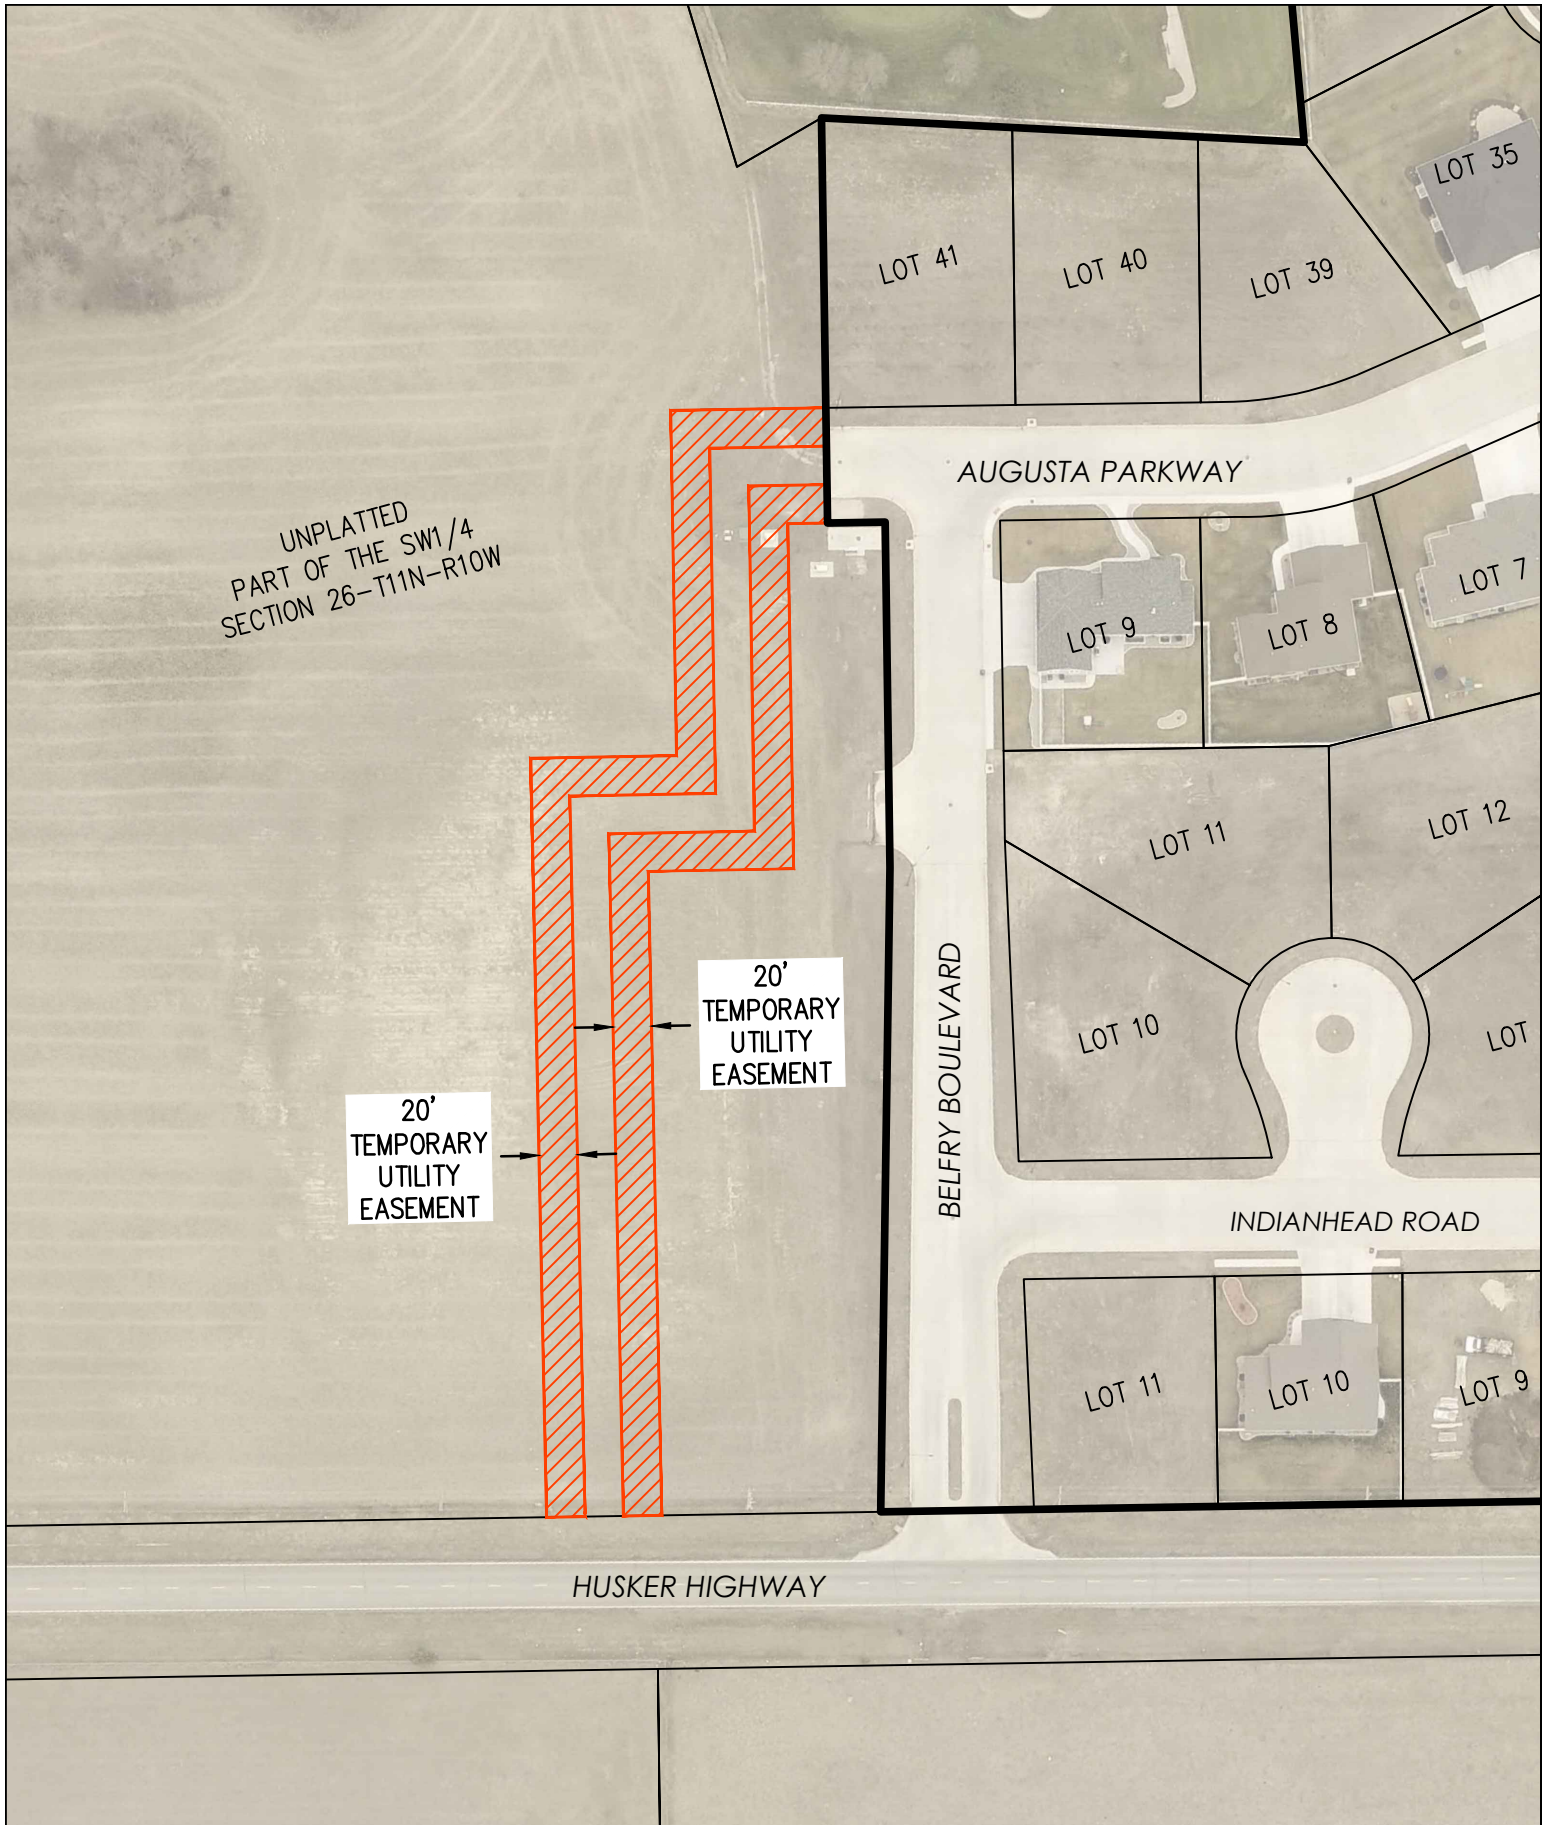 LOT 35
LOT 41
LOT 40
LOT 39
AUGUSTA PARKWAY
UNPLATTED
PART OF THE SW1/4
SECTION 26-T11N-R10W
LOT 9
LOT 8
LOT 7
LOT 11
LOT 12
20'
TEMPORARY
UTILITY
EASEMENT
BELFRY BOULEVARD
LOT 10
LOT
20'
TEMPORARY
UTILITY
EASEMENT
INDIANHEAD ROAD
LOT 11
LOT 10
LOT 9
HUSKER HIGHWAY